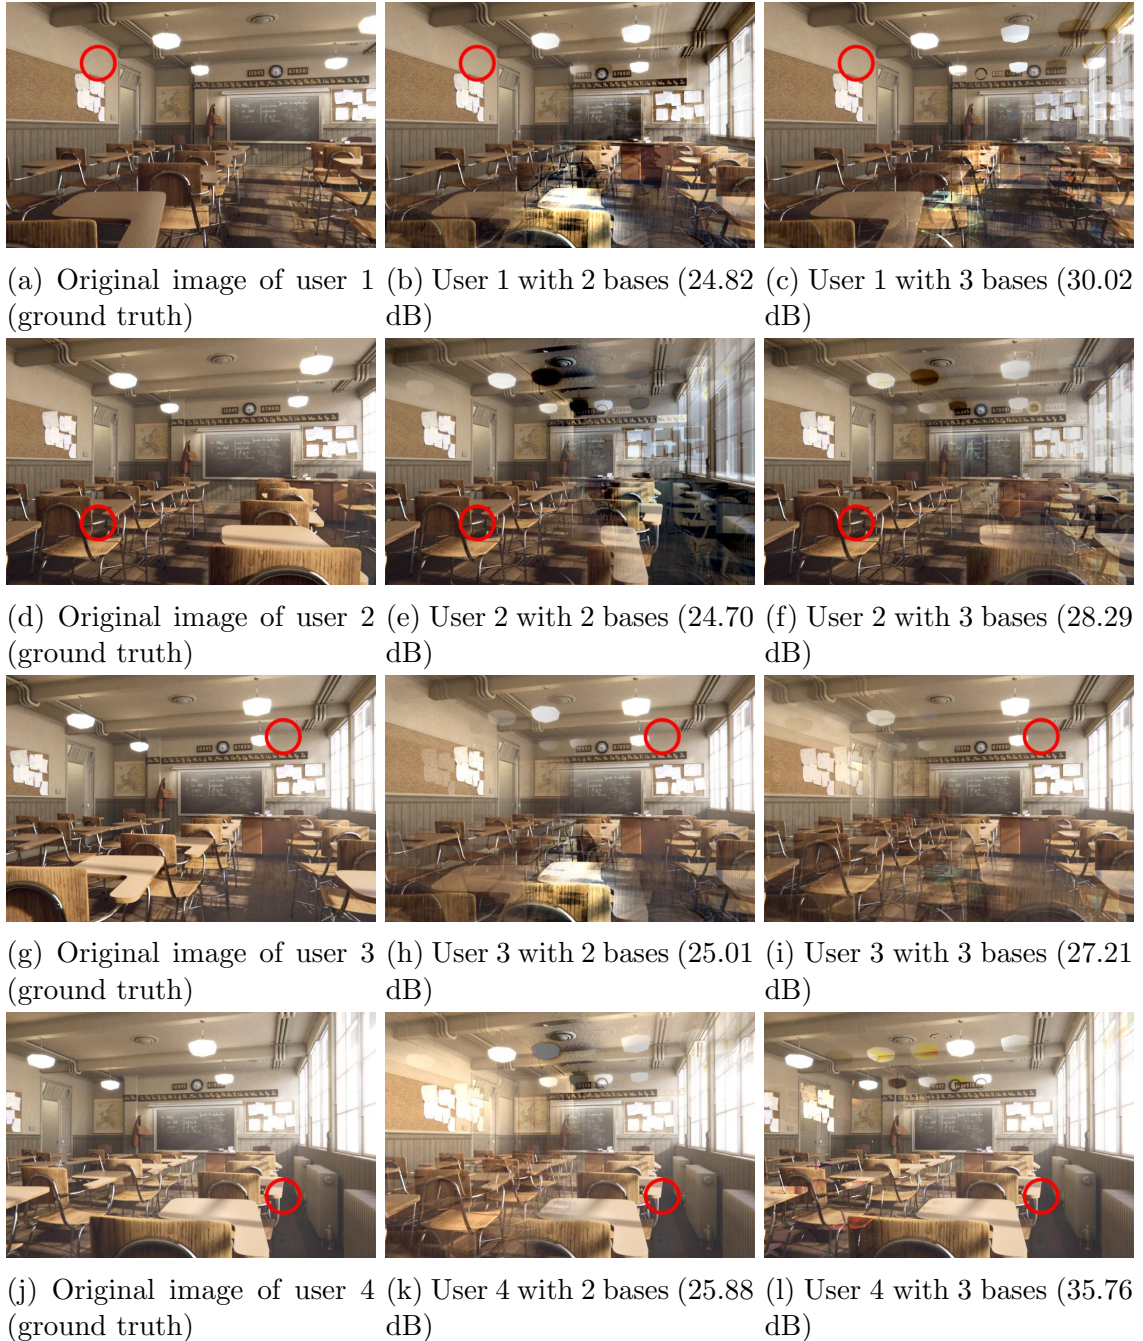 (a) Original image of user 1
(ground truth)
(b) User 1 with 2 bases (24.82
dB)
(c) User 1 with 3 bases (30.02
dB)
(d) Original image of user 2
(ground truth)
(e) User 2 with 2 bases (24.70
dB)
(f) User 2 with 3 bases (28.29
dB)
(g) Original image of user 3
(ground truth)
(h) User 3 with 2 bases (25.01
dB)
(i) User 3 with 3 bases (27.21
dB)
(j) Original image of user 4
(ground truth)
(k) User 4 with 2 bases (25.88
dB)
(l) User 4 with 3 bases (35.76
dB)